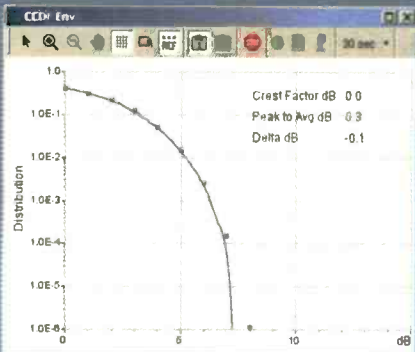 CCDF Env
REF
30 sec
1.0
1.0E-1
1.0E-2
1.0E-3
1.0E-4
1.0E-5
1.0E-6
Distribution
Crest Factor dB 0.0
Peak to Avg dB 0.3
Delta dB -0.1
0
5
10
dB